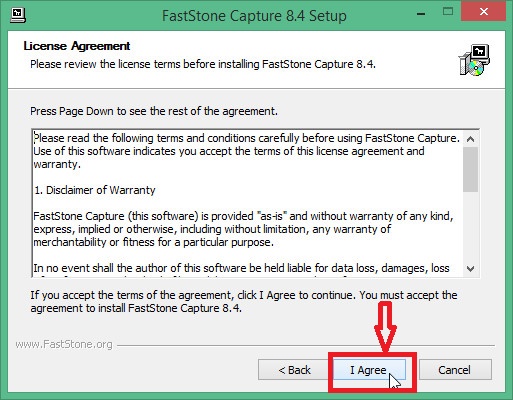 FastStone Capture 8.4 Setup
License Agreement
Please review the license terms before installing FastStone Capture 8.4.
Press Page Down to see the rest of the agreement.
Please read the following terms and conditions carefully before using FastStone Capture.
Use of this software indicates you accept the terms of this license agreement and
warranty.
1. Disclaimer of Warranty
FastStone Capture (this software) is provided "as-is" and without warranty of any kind,
express, implied or otherwise, including without limitation, any warranty of
merchantability or fitness for a particular purpose.
In no event shall the author of this software be held liable for data loss, damages, loss
If you accept the terms of the agreement, click I Agree to continue. You must accept the
agreement to install FastStone Capture 8.4.
www.FastStone.org
< Back
I Agree
Cancel